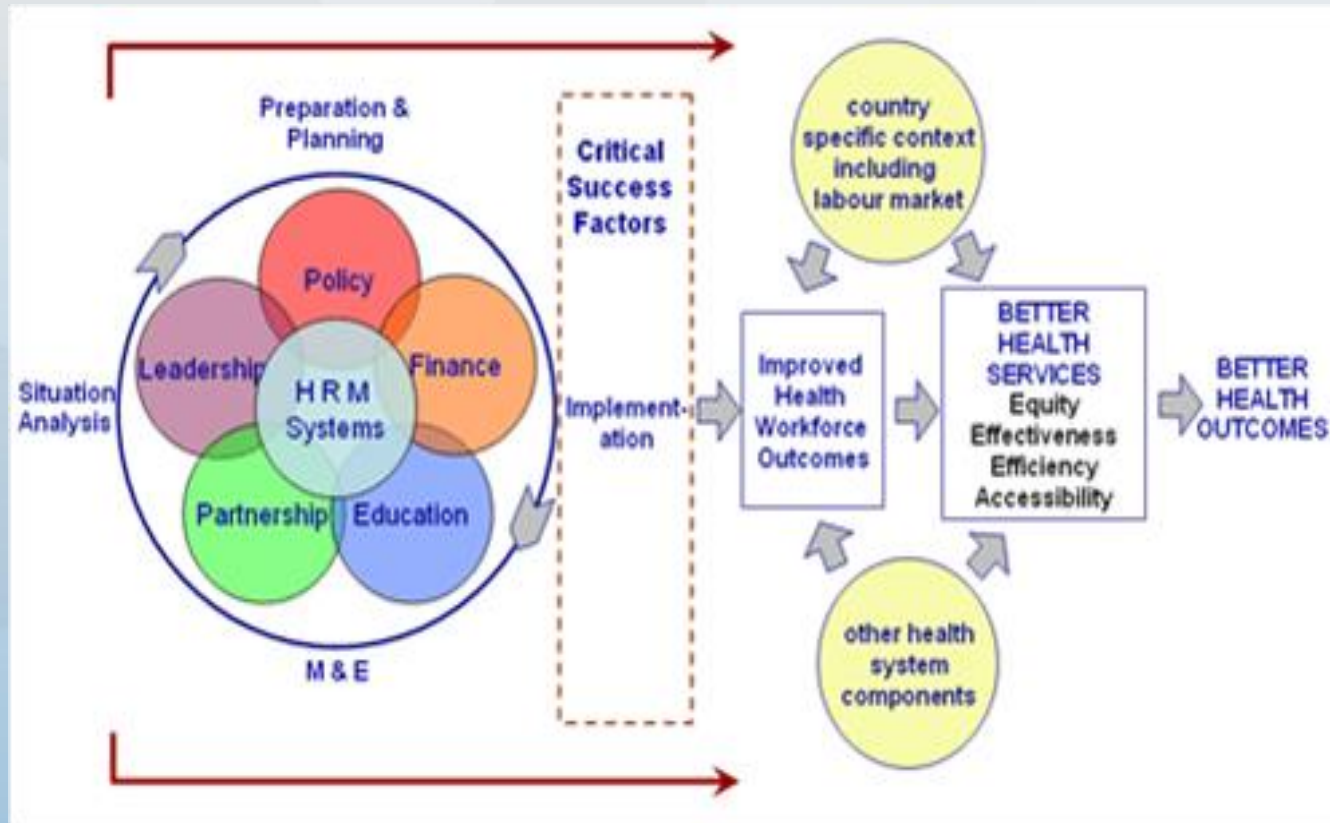 Preparation &
Planning
Situation
Analysis
Policy
Leadership
Finance
H R M
Systems
Partnership
Education
M & E
Critical
Success
Factors
Implement-
ation
country
specific context
including
labour market
Improved
Health
Workforce
Outcomes
BETTER
HEALTH
SERVICES
Equity
Effectiveness
Efficiency
Accessibility
other health
system
components
BETTER
HEALTH
OUTCOMES